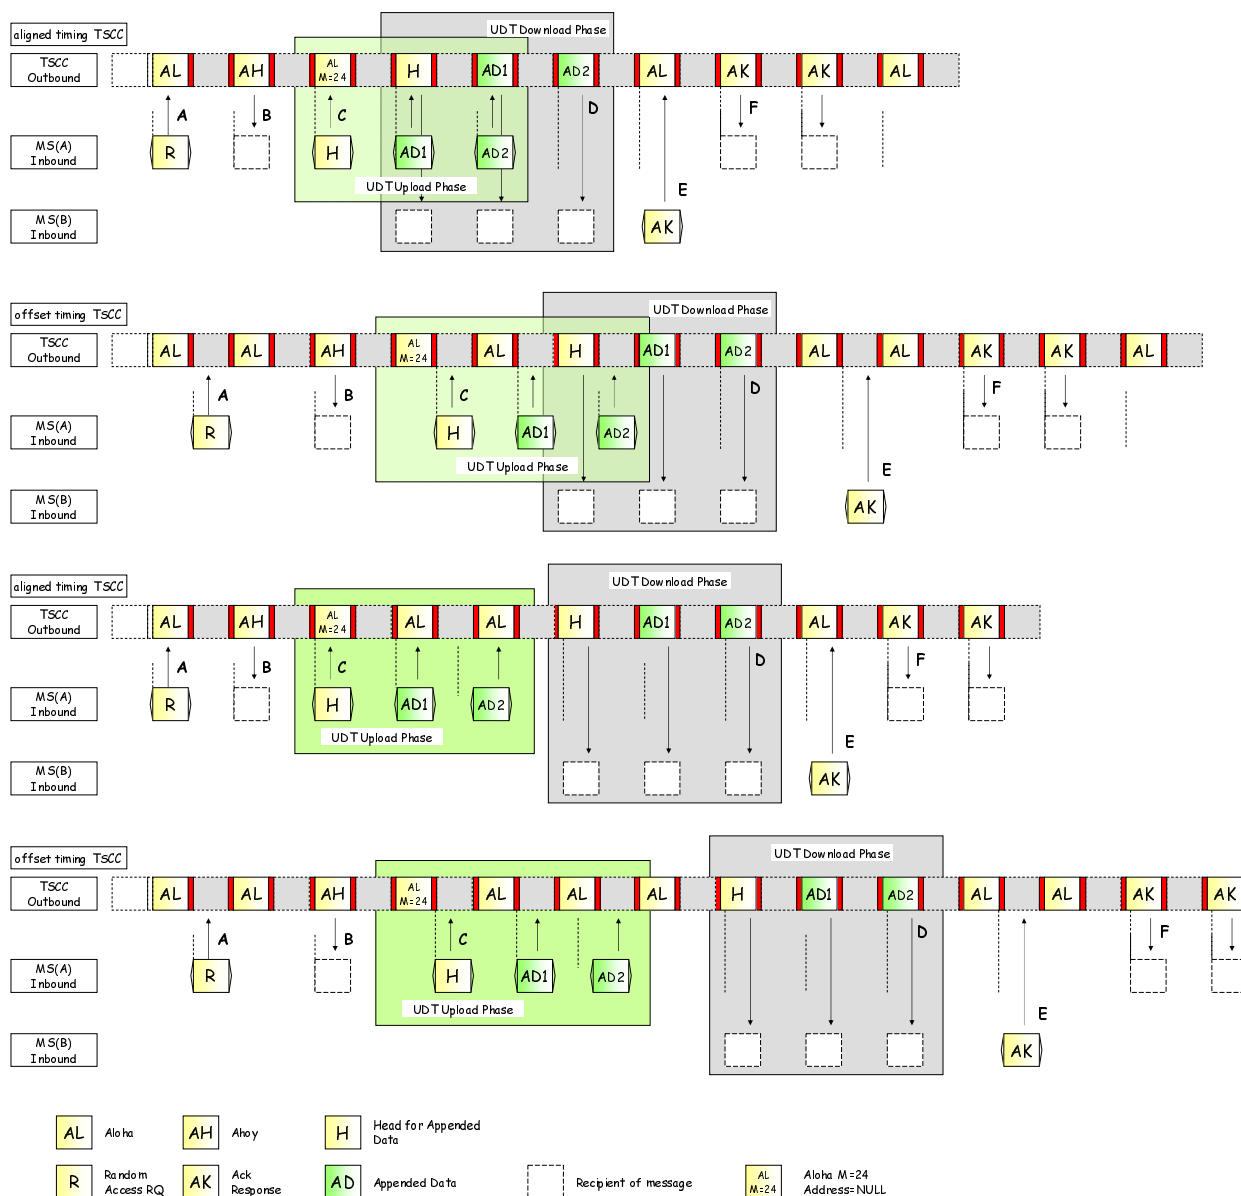 UDT Download Phase
aligned timing TSCC
TSCC Outbound AL AH AL M=24 H AD1 AD2 AL AK AK AL
A B C D F
MS(A) Inbound R H AD1 AD2
UDT Upload Phase
E
MS(B) Inbound AK
UDT Download Phase
offset timing TSCC
TSCC Outbound AL AL AH AL M=24 AL H AD1 AD2 AL AL AK AK AL
A B C D F
MS(A) Inbound R H AD1 AD2
UDT Upload Phase
E
MS(B) Inbound AK
UDT Download Phase
aligned timing TSCC
TSCC Outbound AL AH AL M=24 AL AL H AD1 AD2 AL AK AK
A B C D F
MS(A) Inbound R H AD1 AD2
UDT Upload Phase
E
MS(B) Inbound AK
UDT Download Phase
offset timing TSCC
TSCC Outbound AL AL AH AL M=24 AL AL AL H AD1 AD2 AL AL AK AK
A B C D F
MS(A) Inbound R H AD1 AD2
UDT Upload Phase
E
MS(B) Inbound AK
AL Aloha AH Ahoy H Head for Appended Data
R Random Access RQ AK Ack Response AD Appended Data Recipient of message AL M=24 Aloha M=24 Address=NULL